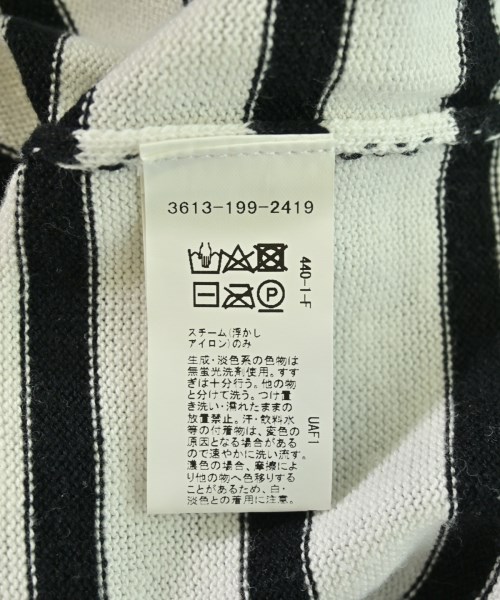 3613-199-2419
440-1-F
P
スチーム(浮かし
アイロン)のみ
生成・淡色系の色物は
無蛍光洗剤使用。すす
ぎは十分行う。他の物
と分けて洗う。つけ置
き洗い・濡れたままの
放置禁止。汗・飲料水
等の付着物は、変色の
原因となる場合がある
ので速やかに洗い流す。
濃色の場合、摩擦によ
り他の物へ色移りする
ことがあるため、白・
淡色との着用に注意。
UAF1